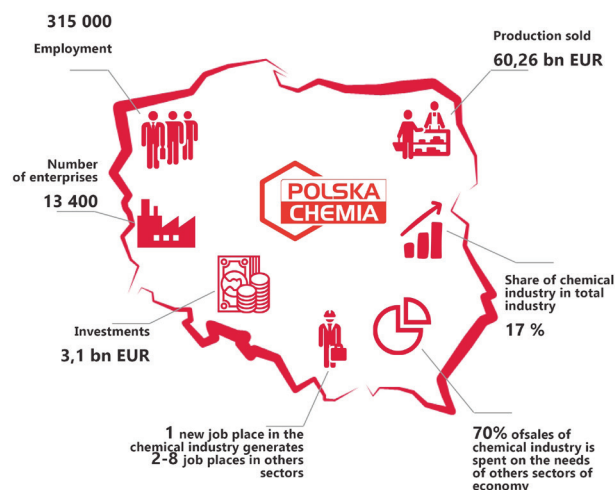 315 000
Employment
Production sold
60,26 bn EUR
Number
of enterprises
13 400
POLSKA
CHEMIA
Share of chemical
industry in total
industry
17 %
Investments
3,1 bn EUR
1 new job place in the
chemical industry generates
2-8 job places in others
sectors
70% ofsales of
chemical industry is
spent on the needs
of others sectors of
economy